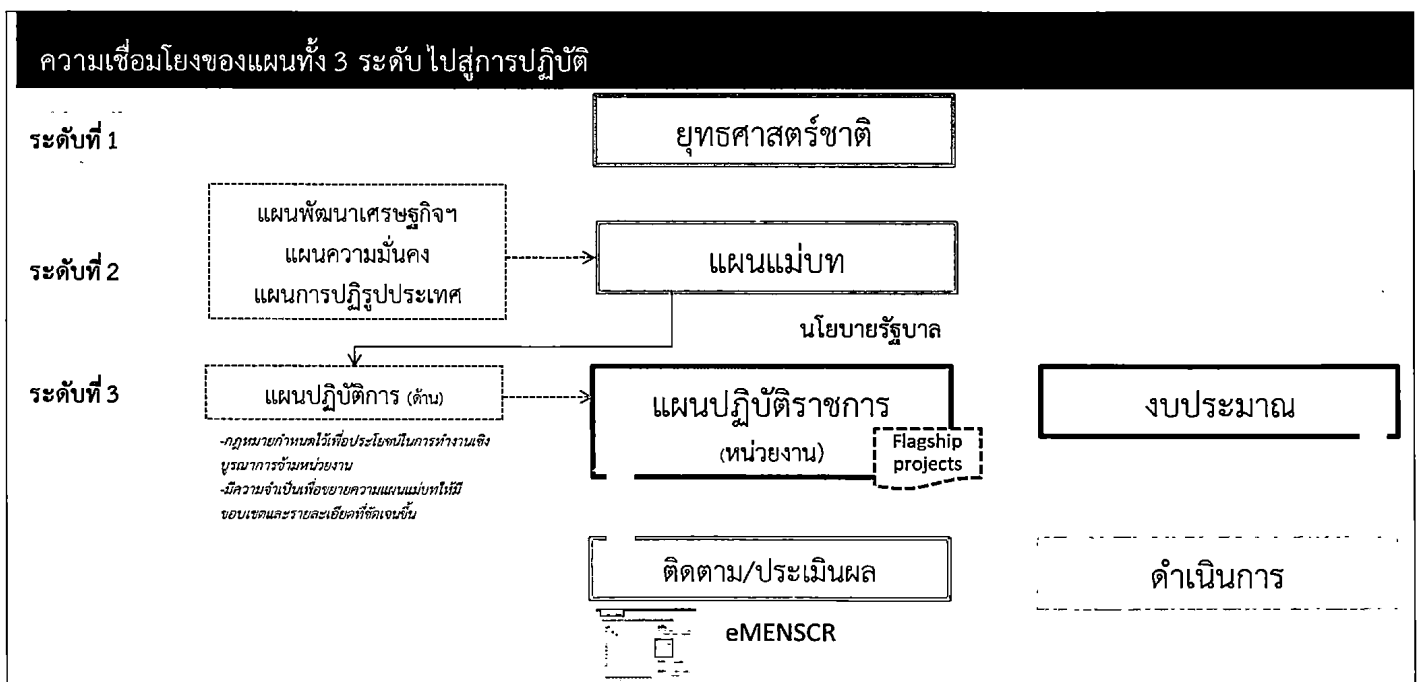 ความเชื่อมโยงของแผนทั้ง 3 ระดับ ไปสู่การปฏิบัติ
ระดับที่ 1
ยุทธศาสตร์ชาติ
แผนพัฒนาเศรษฐกิจฯ
แผนความมั่นคง
แผนการปฏิรูปประเทศ
ระดับที่ 2
แผนแม่บท
นโยบายรัฐบาล
ระดับที่ 3
แผนปฏิบัติการ (ด้าน)
-กฎหมายกำหนดไว้เพื่อประโยชน์ในการทำงานเชิง
บูรณาการข้ามหน่วยงาน
-มีความจำเป็นเพื่อขยายความแผนแม่บทให้มี
ขอบเขตและรายละเอียดที่ชัดเจนขึ้น
แผนปฏิบัติราชการ
(หน่วยงาน)
Flagship
projects
งบประมาณ
ติดตาม/ประเมินผล
ดำเนินการ
eMENSCR